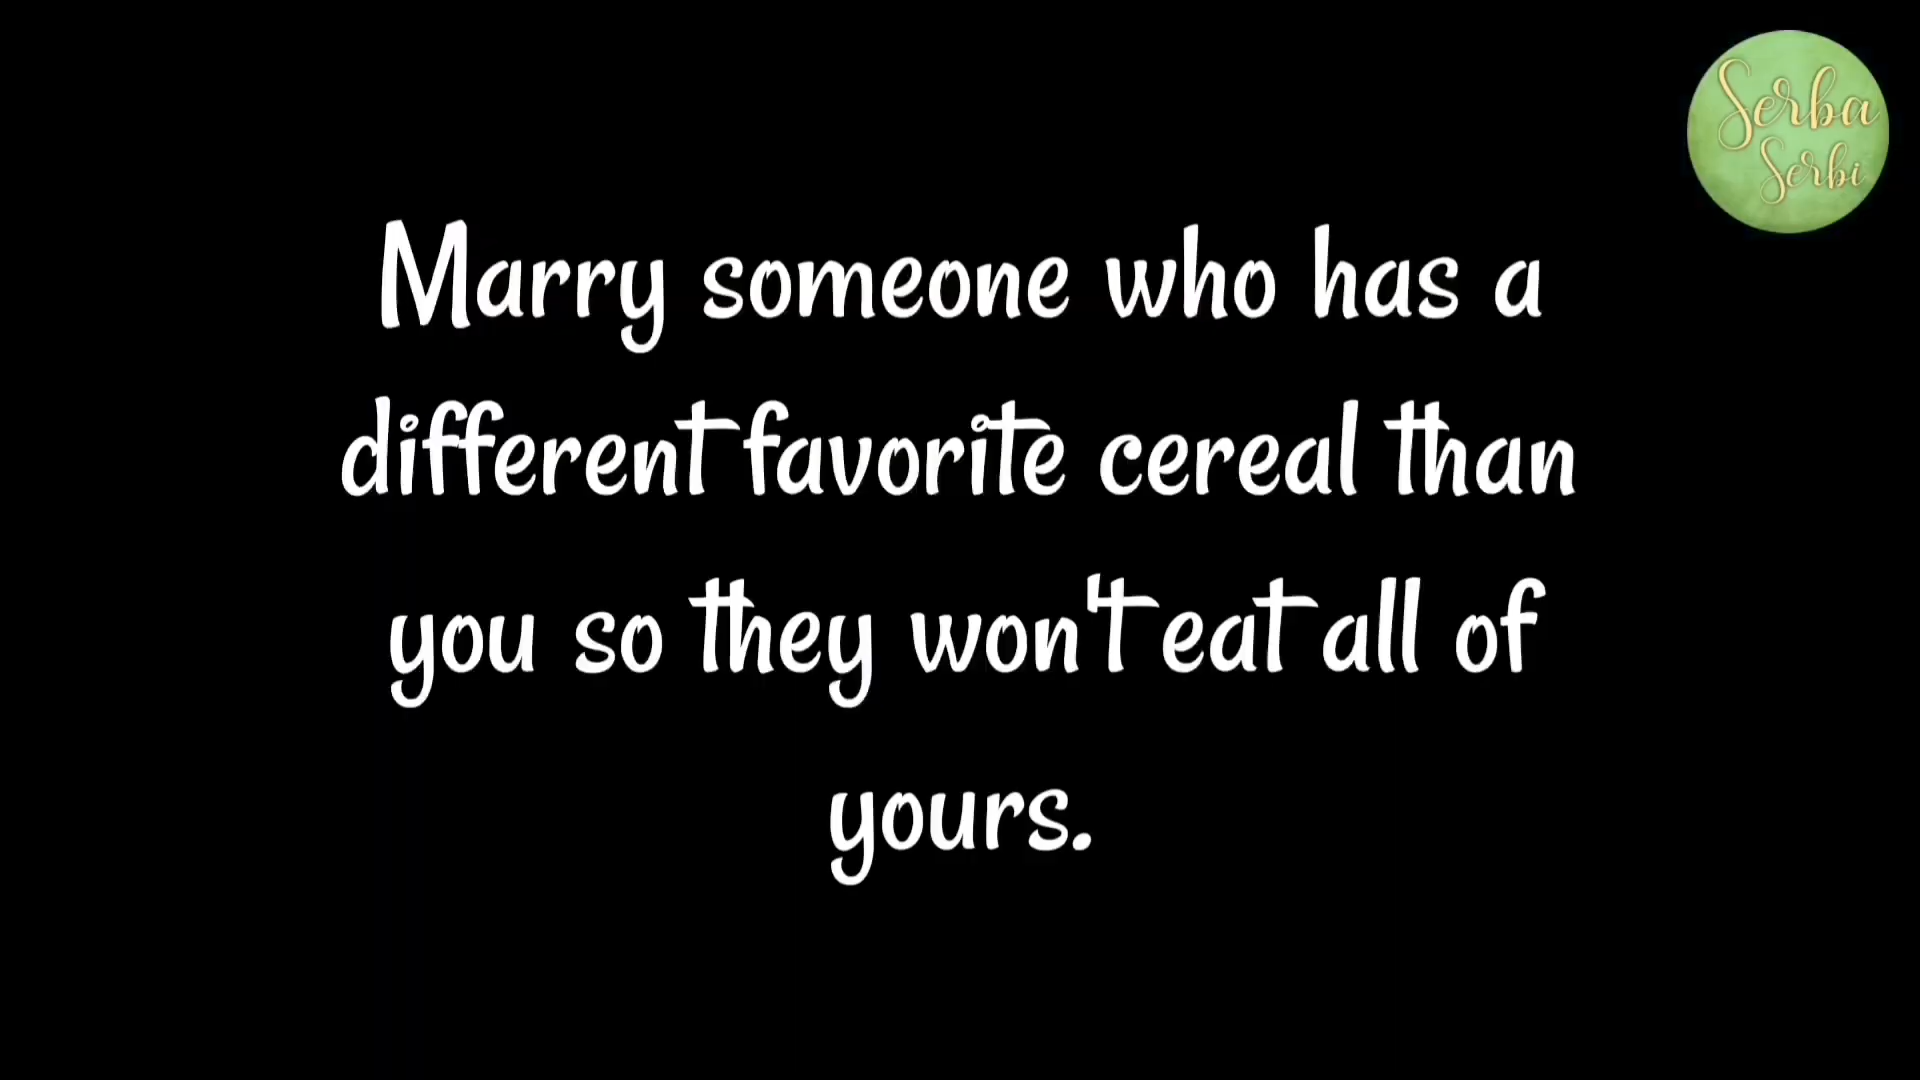 Serba
Serbi
Marry someone who has a
different favorite cereal than
you so they won't eat all of
yours.